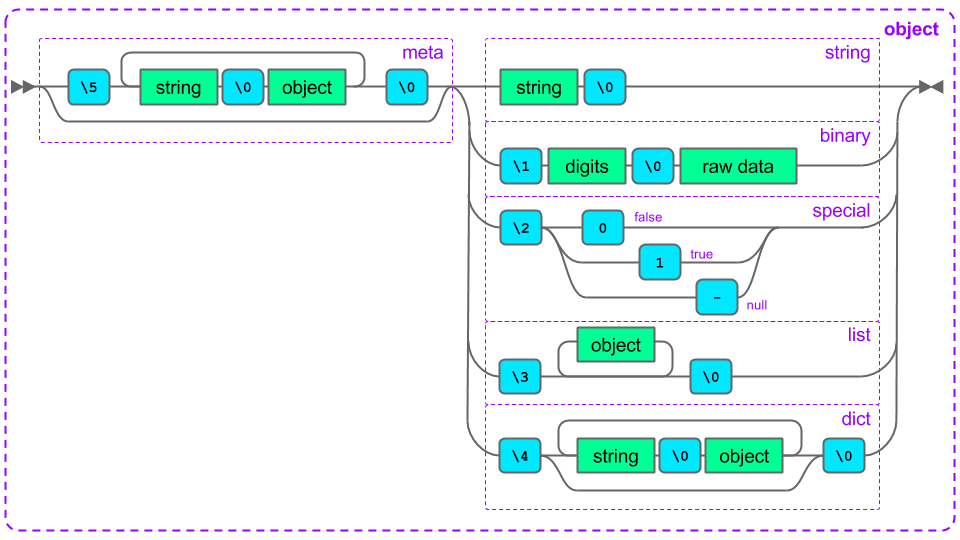 object
meta
string
\5 string \0 object \0
string \0
binary
\1 digits \0 raw data
special
\2 0 false
1 true
- null
list
object
\3 \0
dict
\4 string \0 object \0